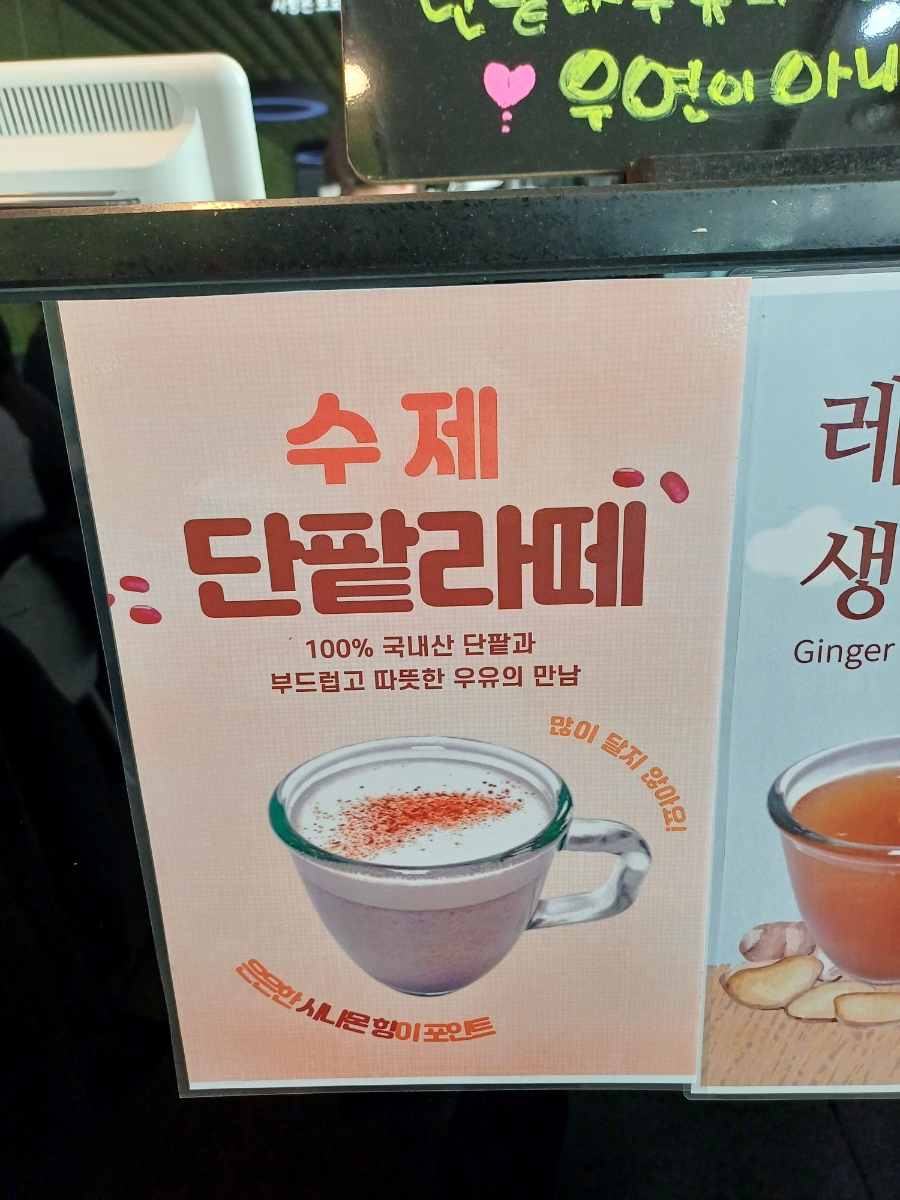 우연이 아니
수제
단팥라떼
100% 국내산 단팥과
부드럽고 따뜻한 우유의 만남
많이 달지 않아요!
은은한 시나몬 향이 포인트
레
생
Ginger